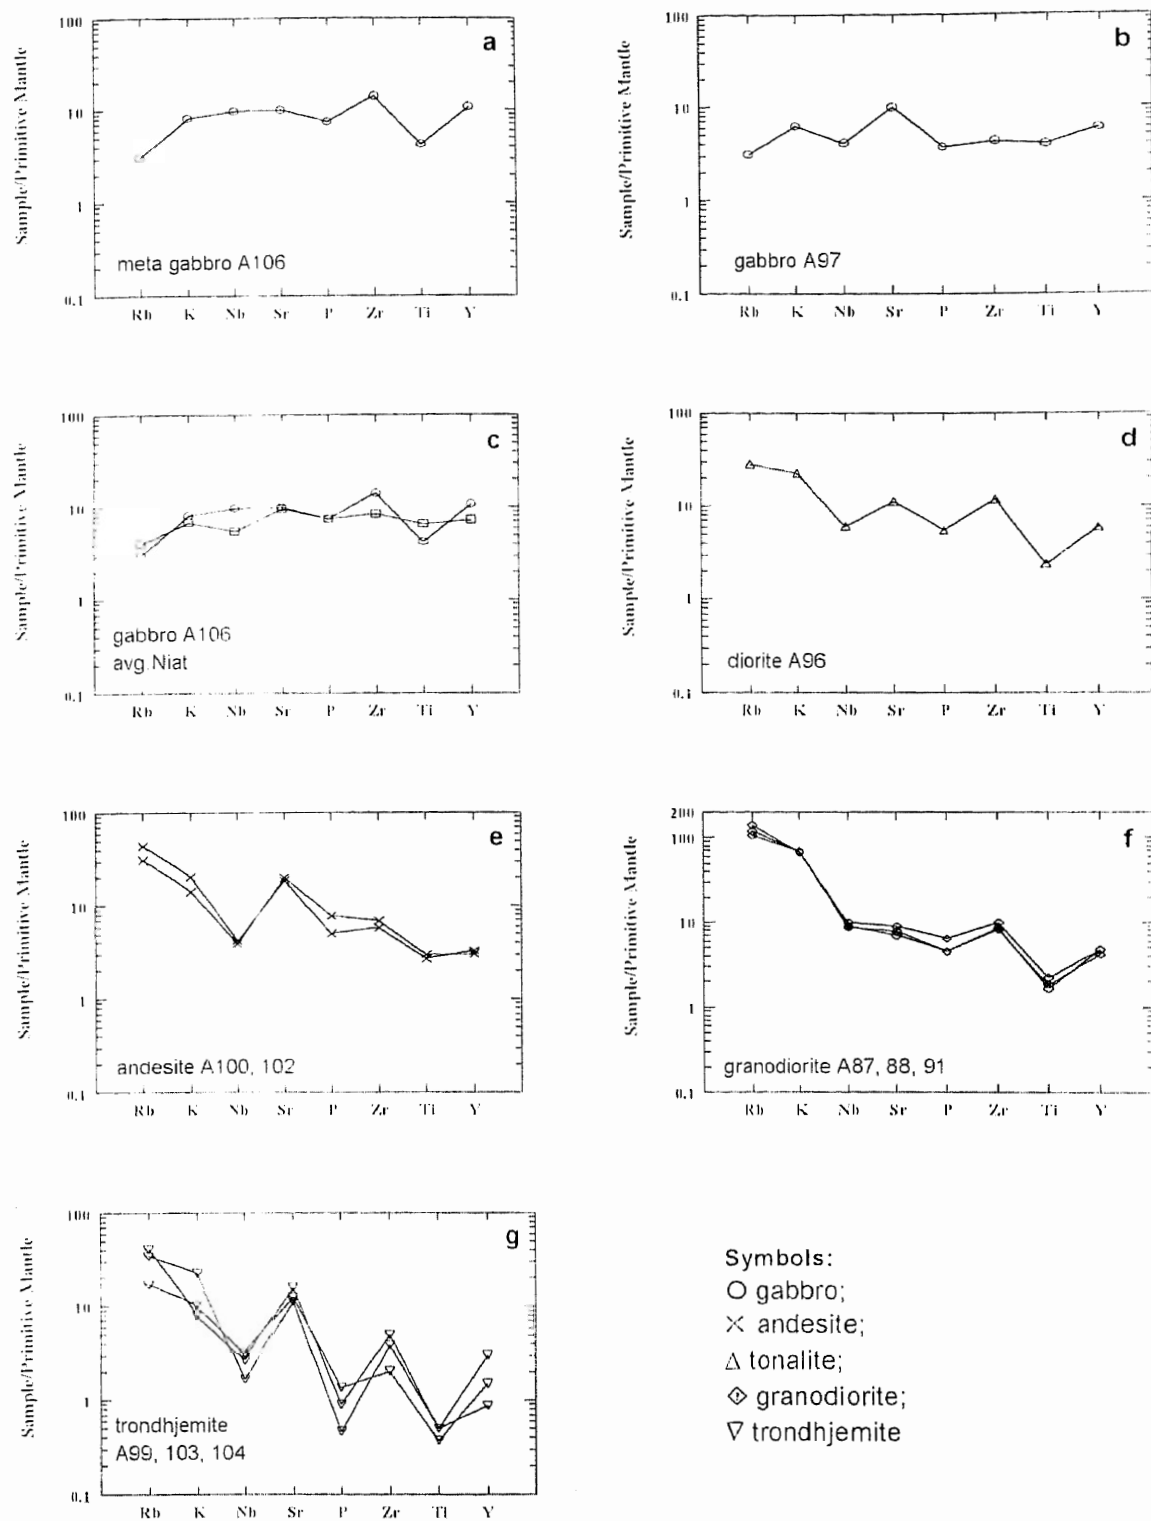 a
100
10
1
0.1
Sample/Primitive Mantle
meta gabbro A106
Rb K Nb Sr P Zr Ti Y
b
100
10
1
0.1
Sample/Primitive Mantle
gabbro A97
Rb K Nb Sr P Zr Ti Y
c
100
10
1
0.1
Sample/Primitive Mantle
gabbro A106
avg.Niat
Rb K Nb Sr P Zr Ti Y
d
100
10
1
0.1
Sample/Primitive Mantle
diorite A96
Rb K Nb Sr P Zr Ti Y
e
100
10
1
0.1
Sample/Primitive Mantle
andesite A100, 102
Rb K Nb Sr P Zr Ti Y
f
200
100
10
1
0.1
Sample/Primitive Mantle
granodiorite A87, 88, 91
Rb K Nb Sr P Zr Ti Y
g
100
10
1
0.1
Sample/Primitive Mantle
trondhjemite
A99, 103, 104
Rb K Nb Sr P Zr Ti Y
Symbols:
gabbro;
andesite;
tonalite;
granodiorite;
trondhjemite